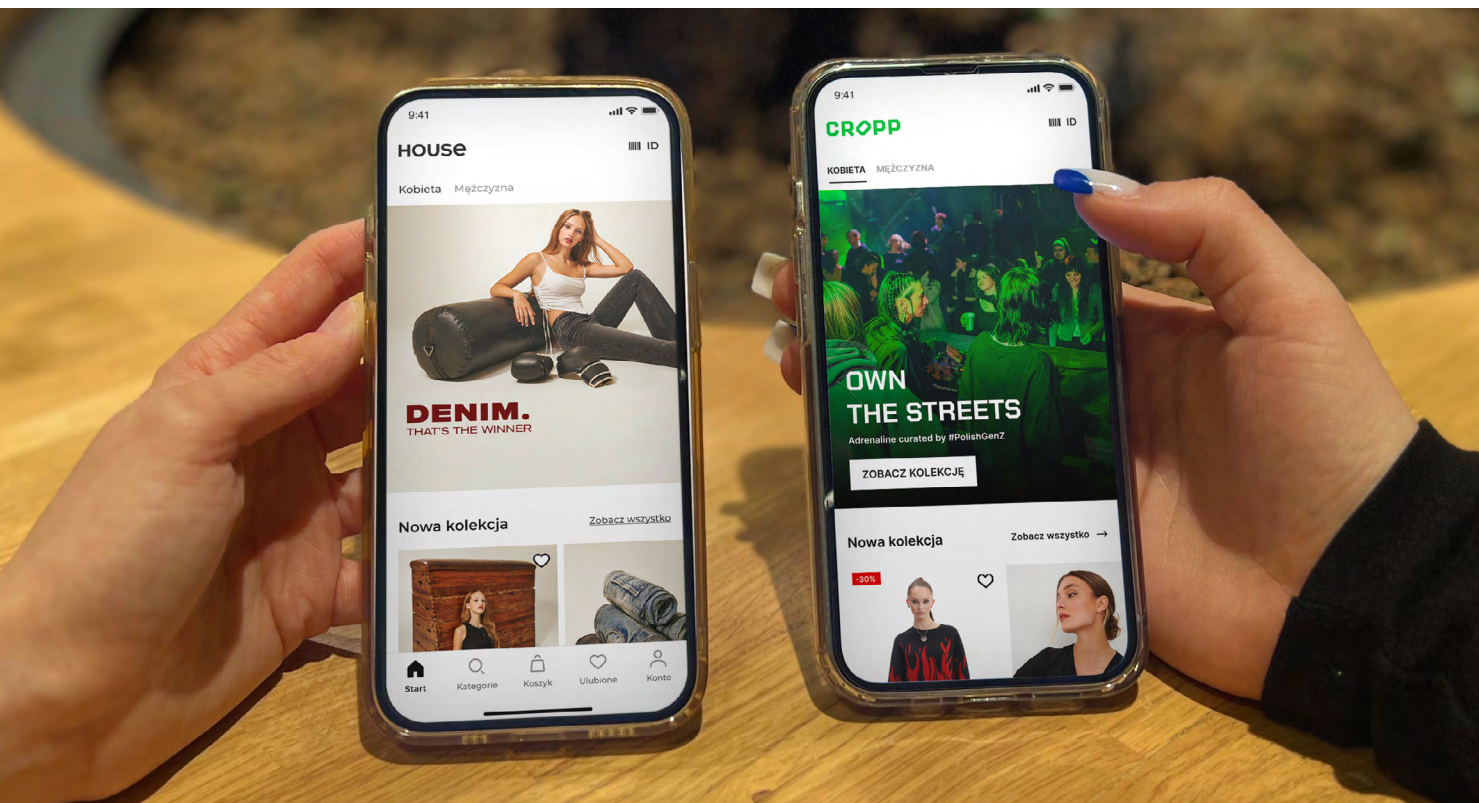 9:41
HOUSE
ID
Kobieta Mężczyzna
DENIM.
THAT'S THE WINNER
Nowa kolekcja
Zobacz wszystko
Start
Kategorie
Koszyk
Ulubione
Konto
9:41
CROPP
ID
KOBIETA MĘŻCZYZNA
OWN
THE STREETS
Adrenaline curated by #PolishGenZ
ZOBACZ KOLEKCJĘ
Nowa kolekcja
Zobacz wszystko →
-30%